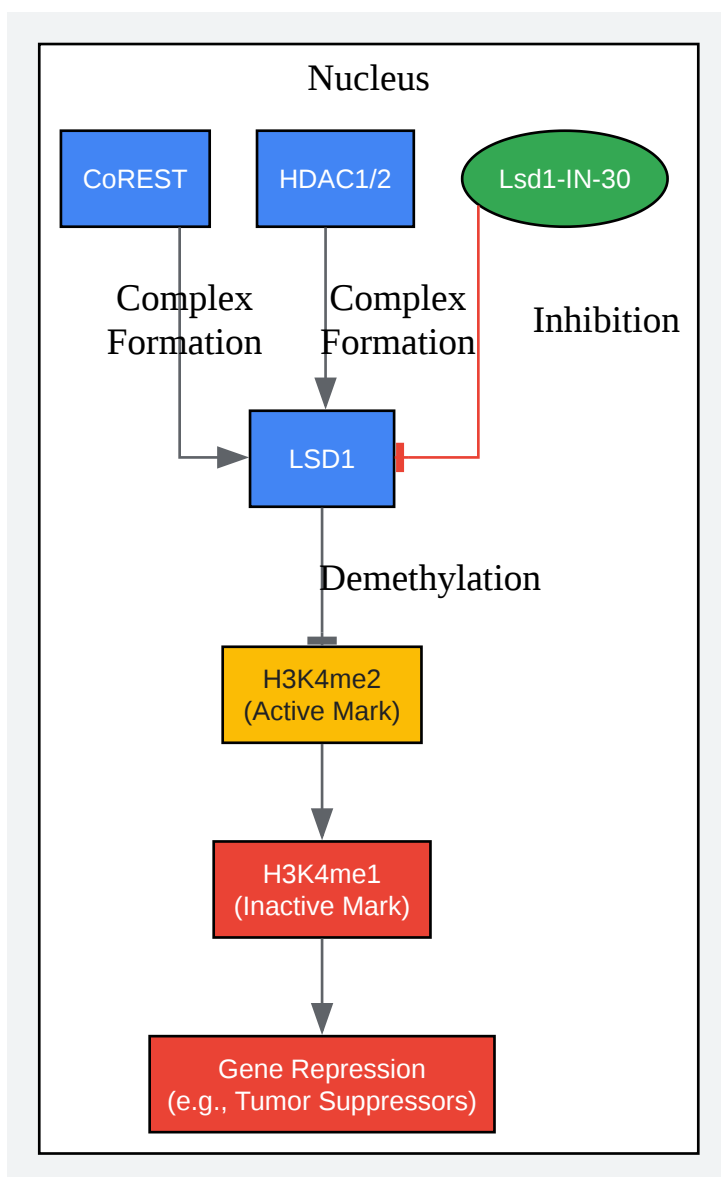 Nucleus
CoREST
HDAC1/2
Lsd1-IN-30
Complex
Formation
Complex
Formation
Inhibition
LSD1
Demethylation
H3K4me2
(Active Mark)
H3K4me1
(Inactive Mark)
Gene Repression
(e.g., Tumor Suppressors)